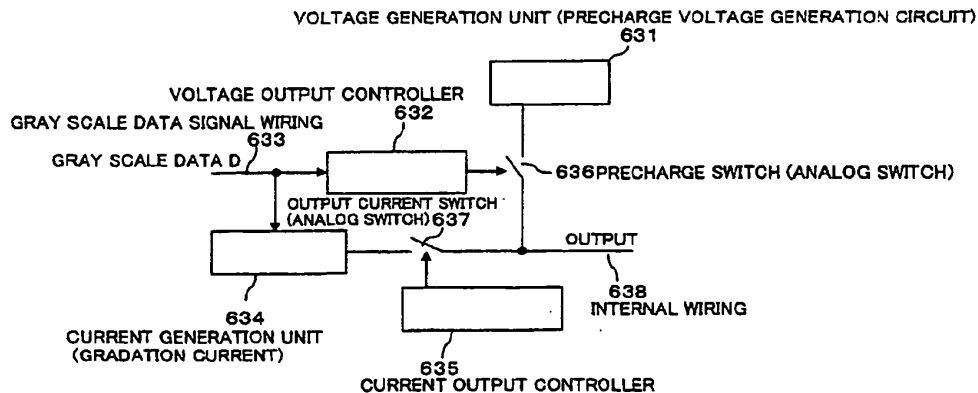 VOLTAGE GENERATION UNIT (PRECHARGE VOLTAGE GENERATION CIRCUIT)
631
VOLTAGE OUTPUT CONTROLLER
632
GRAY SCALE DATA SIGNAL WIRING
633
GRAY SCALE DATA D
636 PRECHARGE SWITCH (ANALOG SWITCH)
OUTPUT CURRENT SWITCH
(ANALOG SWITCH) 637
OUTPUT
638
INTERNAL WIRING
634
CURRENT GENERATION UNIT
(GRADATION CURRENT)
635
CURRENT OUTPUT CONTROLLER